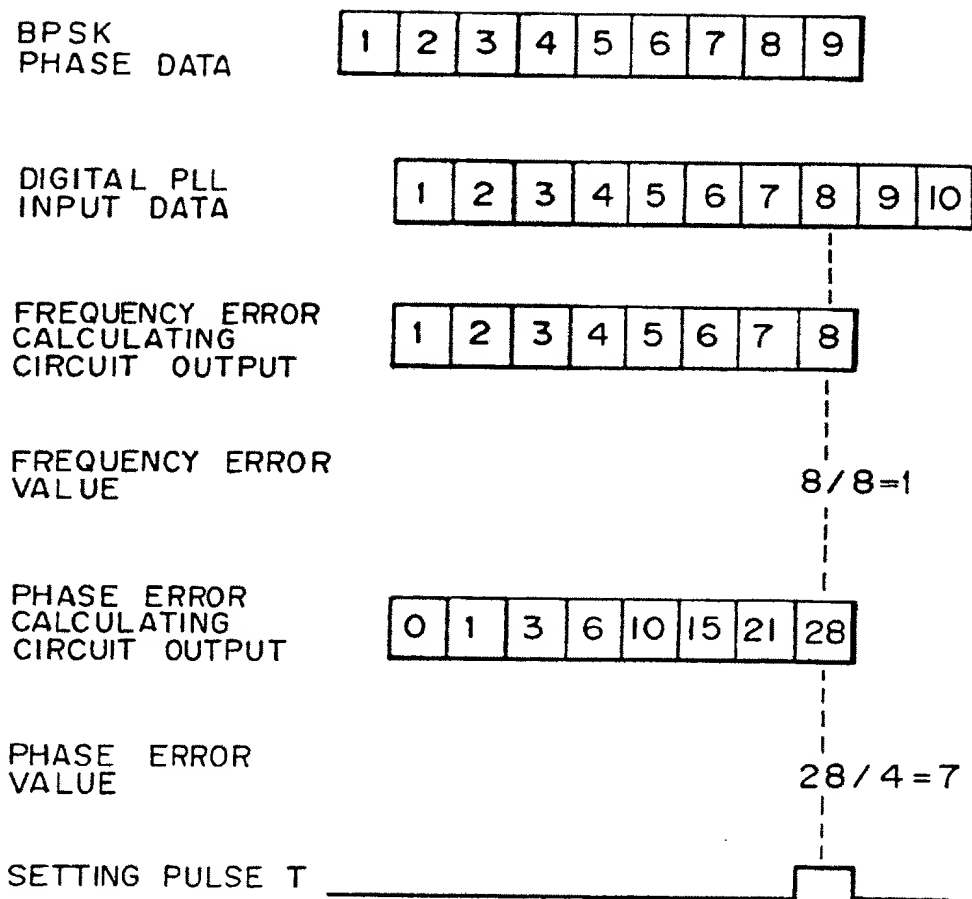 BPSK
PHASE DATA
1 2 3 4 5 6 7 8 9
DIGITAL PLL
INPUT DATA
1 2 3 4 5 6 7 8 9 10
FREQUENCY ERROR
CALCULATING
CIRCUIT OUTPUT
1 2 3 4 5 6 7 8
FREQUENCY ERROR
VALUE
8/8=1
PHASE ERROR
CALCULATING
CIRCUIT OUTPUT
0 1 3 6 10 15 21 28
PHASE ERROR
VALUE
28/4=7
SETTING PULSE T